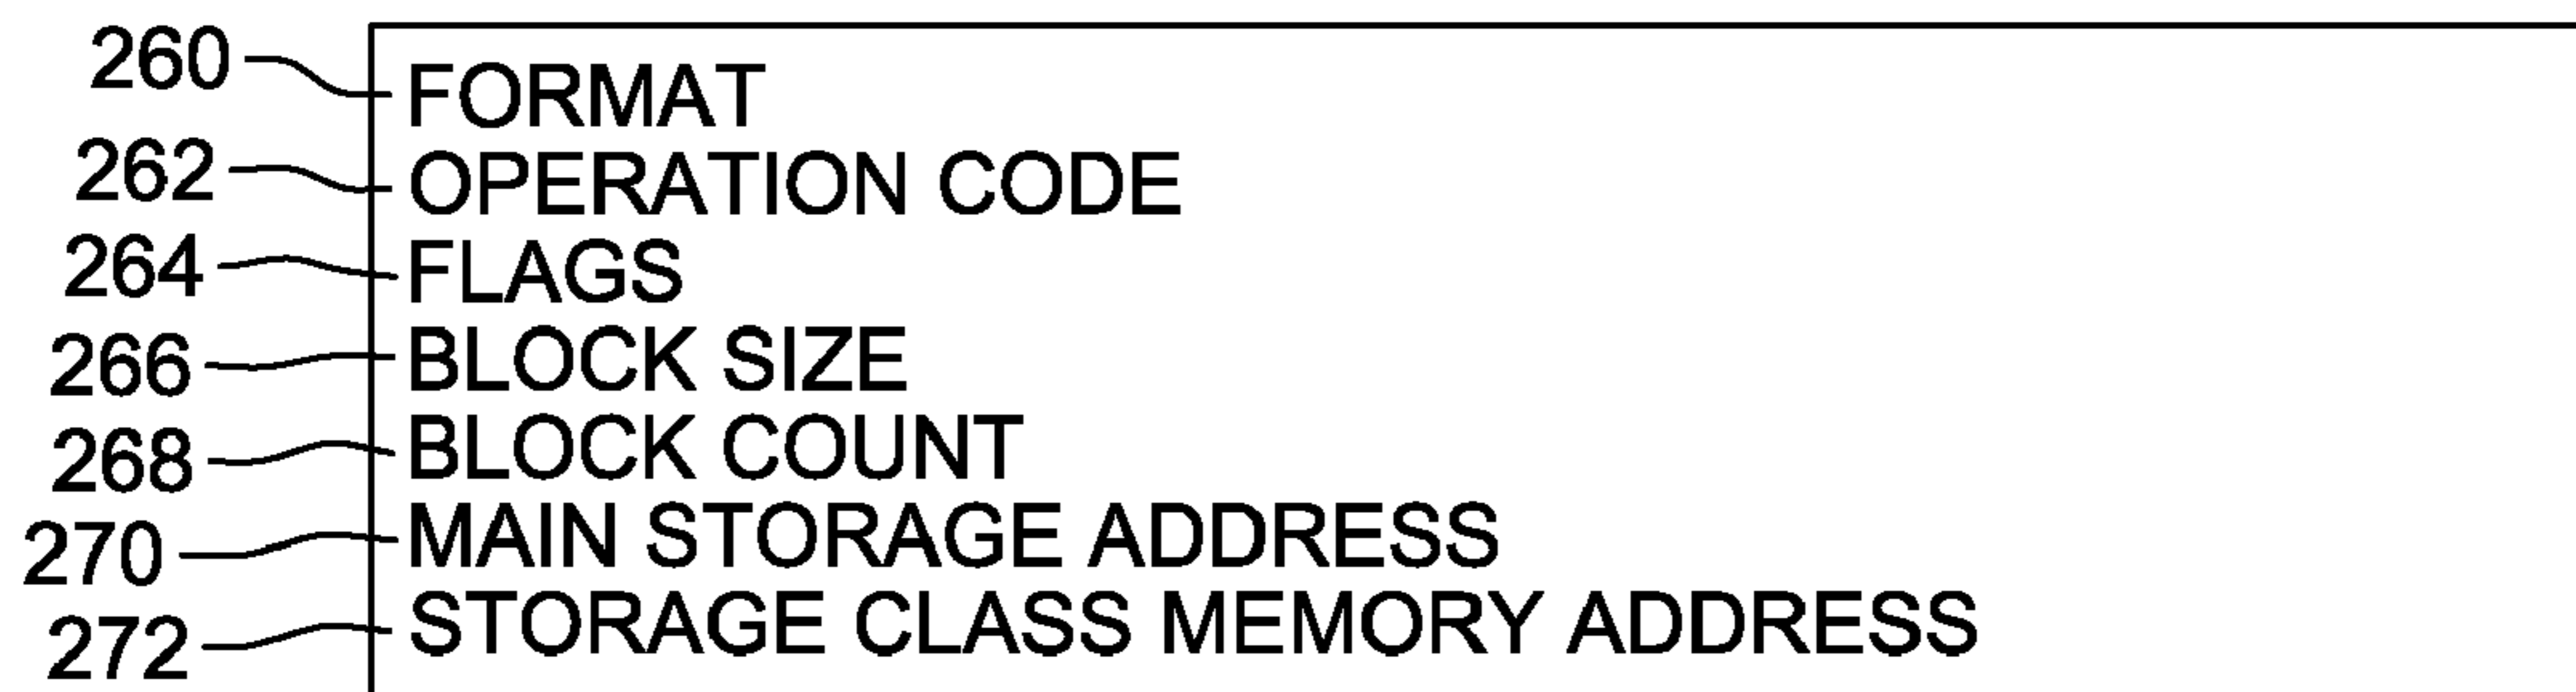 260 FORMAT
262 OPERATION CODE
264 FLAGS
266 BLOCK SIZE
268 BLOCK COUNT
270 MAIN STORAGE ADDRESS
272 STORAGE CLASS MEMORY ADDRESS